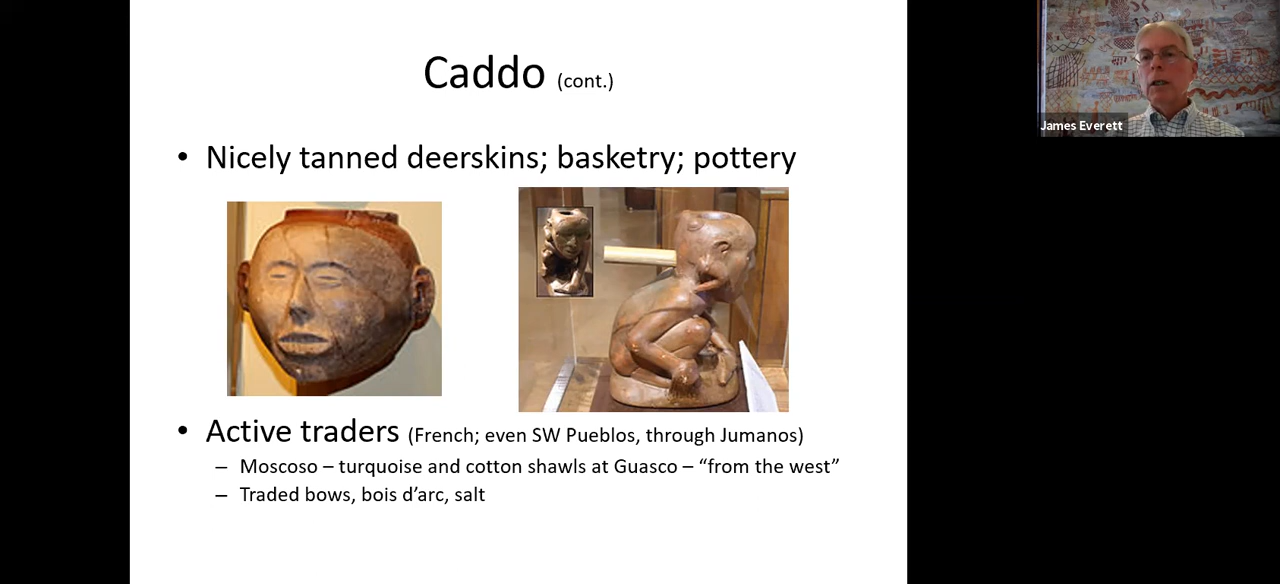 Caddo (cont.)
• Nicely tanned deerskins; basketry; pottery
• Active traders (French; even SW Pueblos, through Jumanos)
– Moscoso – turquoise and cotton shawls at Guasco – “from the west”
– Traded bows, bois d’arc, salt
James Everett